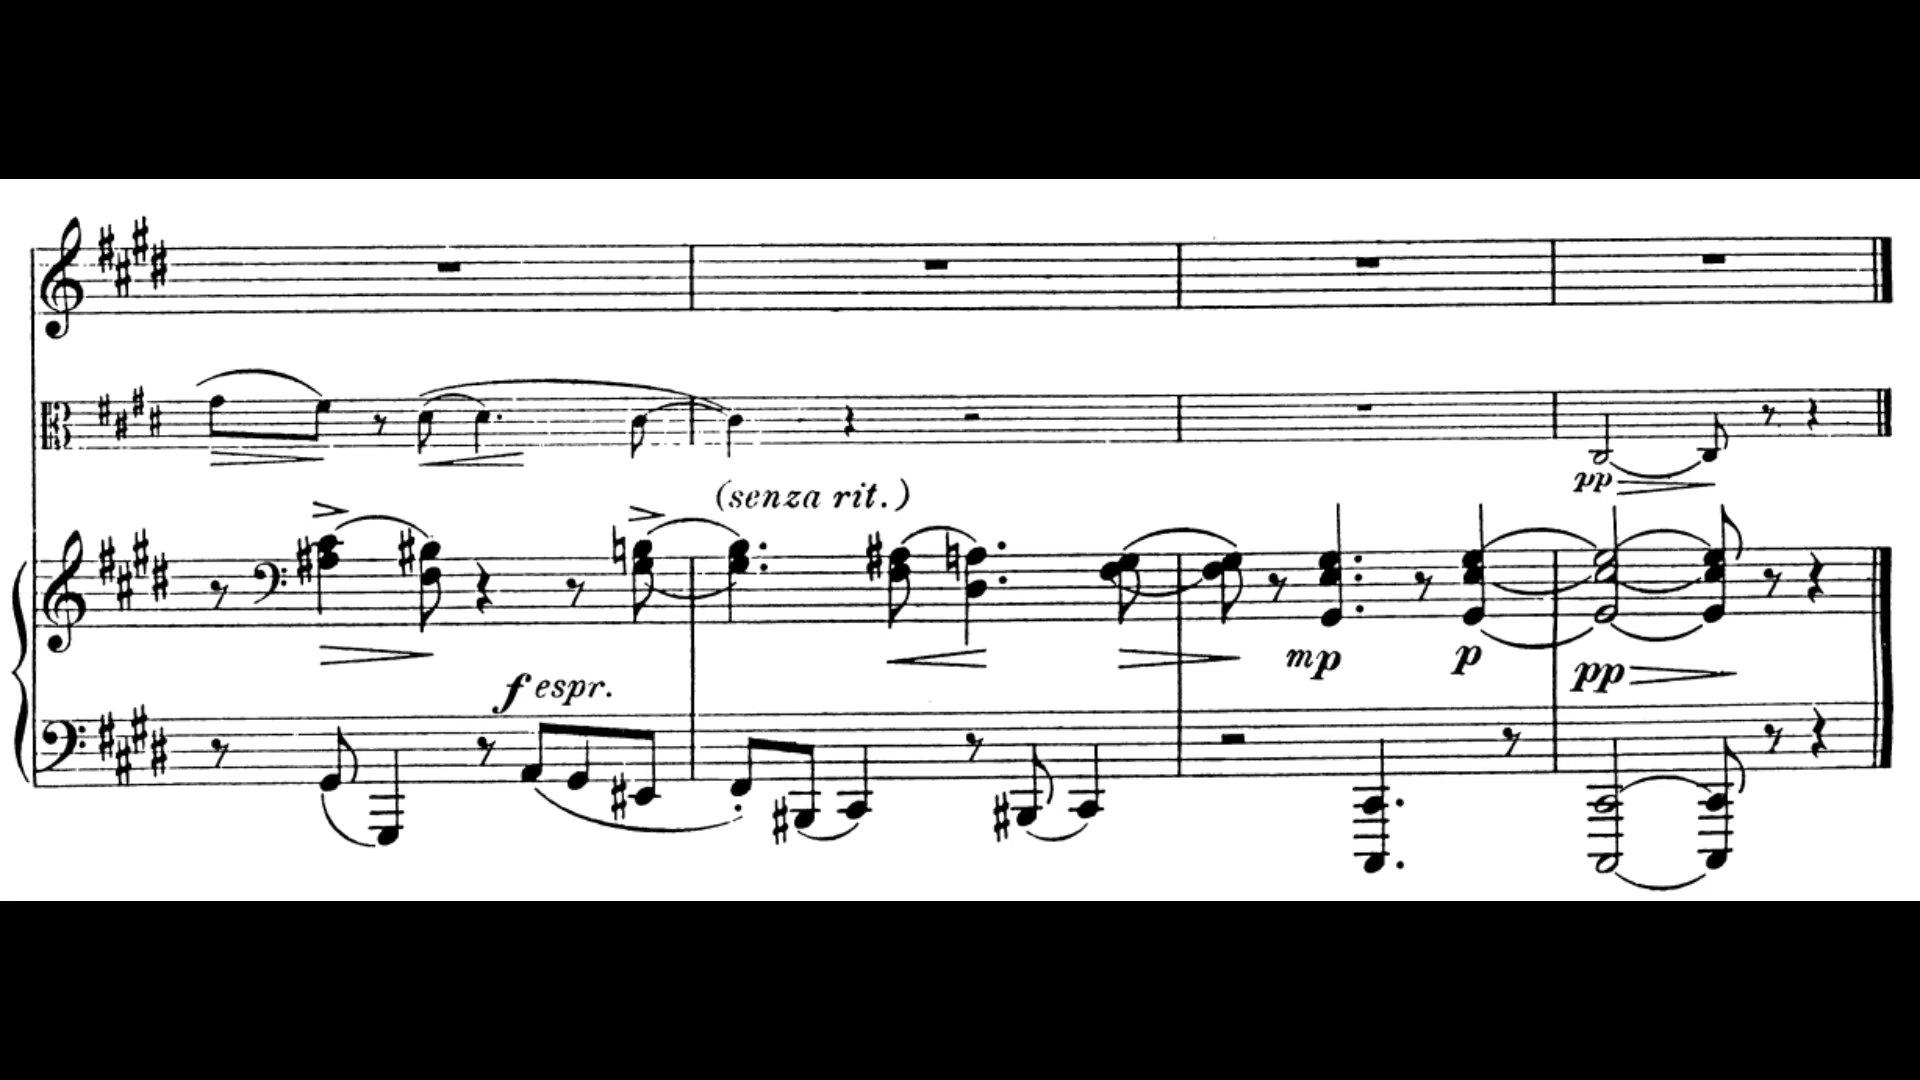 (senza rit.)
pp
f espr.
mp
p
pp